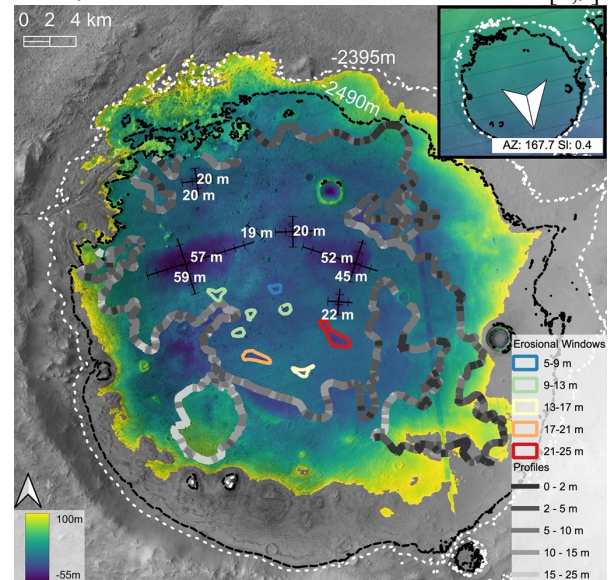 0 2 4 km
-2395m
-2490m
AZ: 167.7 Sl: 0.4
20 m
20 m
19 m
20 m
57 m
52 m
59 m
45 m
22 m
Erosional Windows
5-9 m
9-13 m
13-17 m
17-21 m
21-25 m
Profiles
0 - 2 m
2 - 5 m
5 - 10 m
10 - 15 m
15 - 25 m
100m
-55m